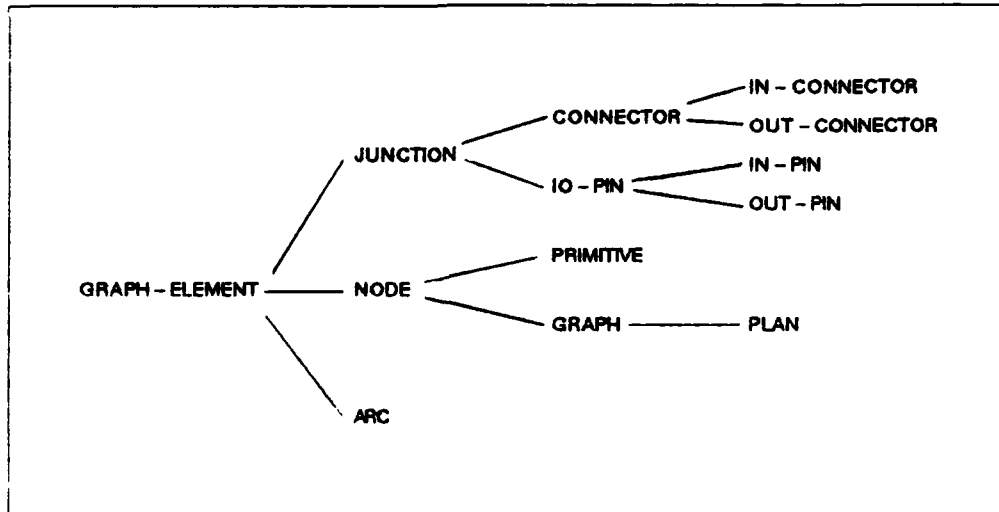 IN – CONNECTOR
CONNECTOR
OUT – CONNECTOR
JUNCTION
IN – PIN
IO – PIN
OUT – PIN
PRIMITIVE
GRAPH – ELEMENT
NODE
GRAPH
PLAN
ARC